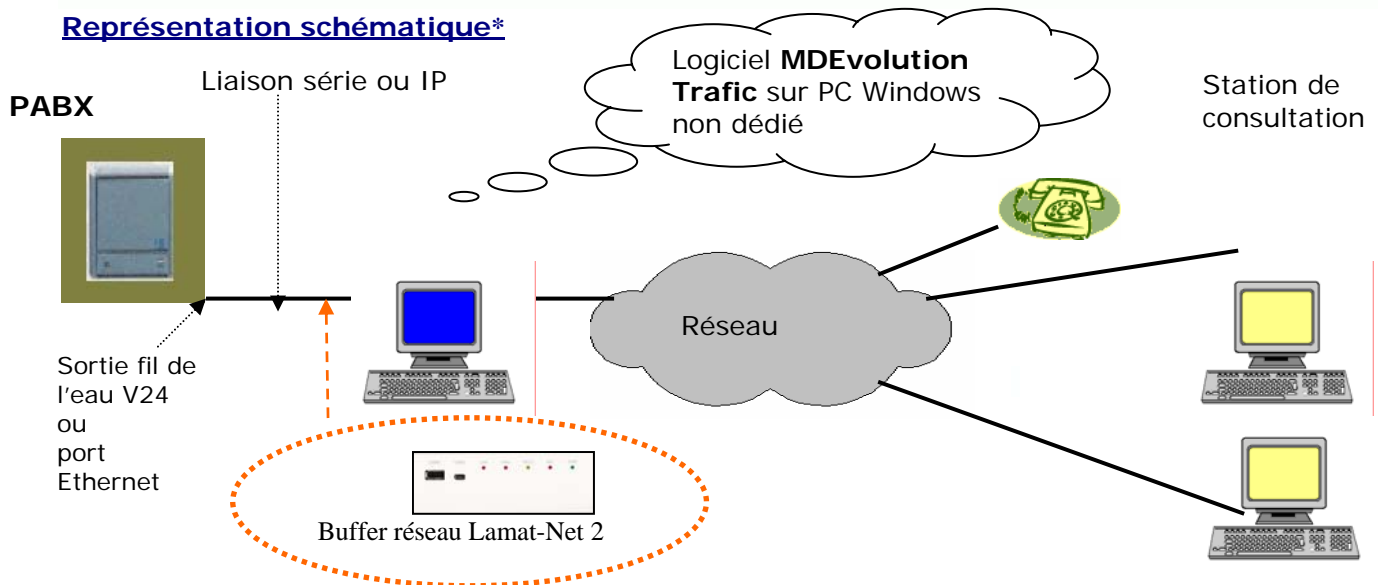 Représentation schématique*
Liaison série ou IP
PABX
Logiciel MDEvolution
Trafic sur PC Windows
non dédié
Station de
consultation
Réseau
Sortie fil de
l'eau V24
ou
port
Ethernet
Buffer réseau Lamat-Net 2